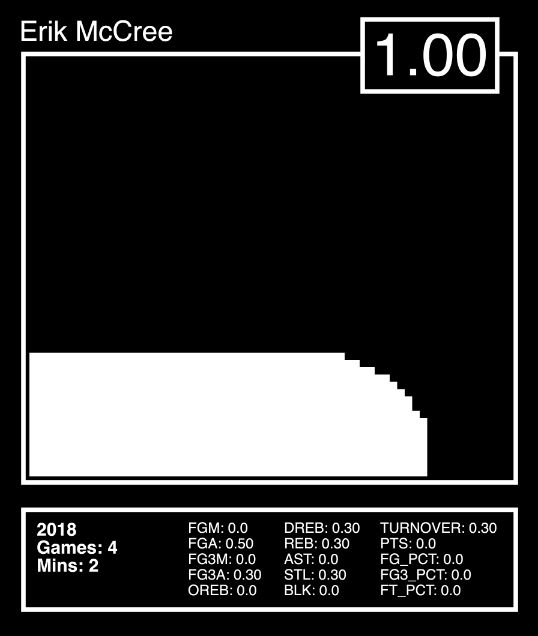 Erik McCree
1.00
2018
Games: 4
Mins: 2
FGM: 0.0
FGA: 0.50
FG3M: 0.0
FG3A: 0.30
OREB: 0.0
DREB: 0.30
REB: 0.30
AST: 0.0
STL: 0.30
BLK: 0.0
TURNOVER: 0.30
PTS: 0.0
FG_PCT: 0.0
FG3_PCT: 0.0
FT_PCT: 0.0